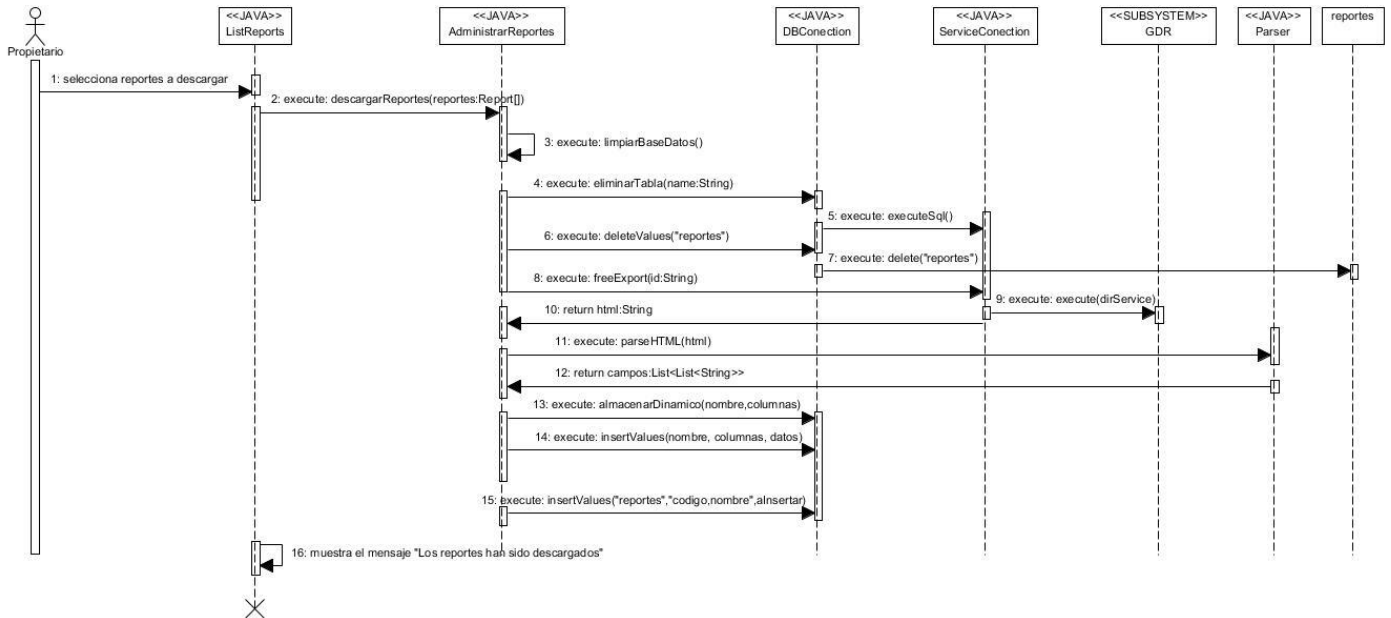 <<JAVA>>
ListReports
<<JAVA>>
AdministrarReportes
<<JAVA>>
DBConection
<<JAVA>>
ServiceConection
<<SUBSYSTEM>>
GDR
<<JAVA>>
Parser
reportes
Propietario
1: selecciona reportes a descargar
2: execute: descargarReportes(reportes:Report[])
3: execute: limpiarBaseDatos()
4: execute: eliminarTabla(name:String)
5: execute: executeSql()
6: execute: deleteValues("reportes")
7: execute: delete("reportes")
8: execute: freeExport(id:String)
9: execute: execute(dirService)
10: return html:String
11: execute: parseHTML(html)
12: return campos:List<List<String>>
13: execute: almacenarDinamico(nombre,columnas)
14: execute: insertValues(nombre, columnas, datos)
15: execute: insertValues("reportes","codigo,nombre",aInsertar)
16: muestra el mensaje "Los reportes han sido descargados"